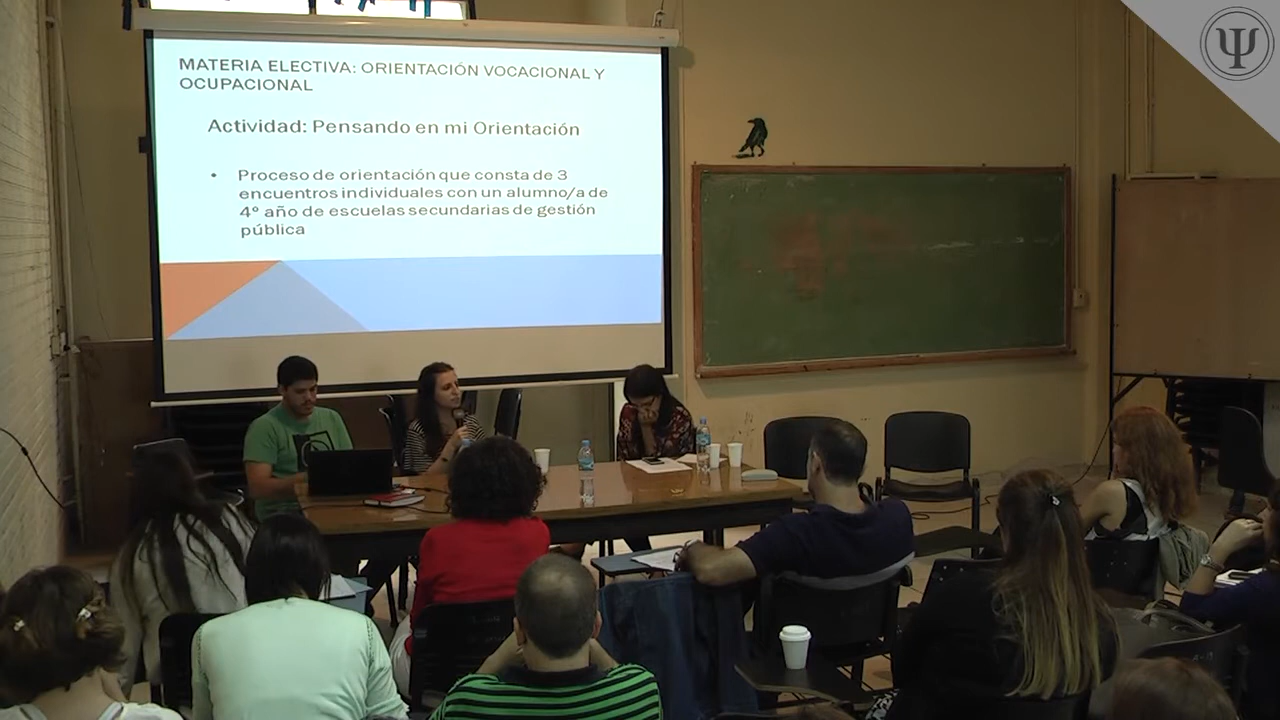 MATERIA ELECTIVA: ORIENTACIÓN VOCACIONAL Y
OCUPACIONAL
Actividad: Pensando en mi Orientación
• Proceso de orientación que consta de 3
encuentros individuales con un alumno/a de
4º año de escuelas secundarias de gestión
pública
Ψ